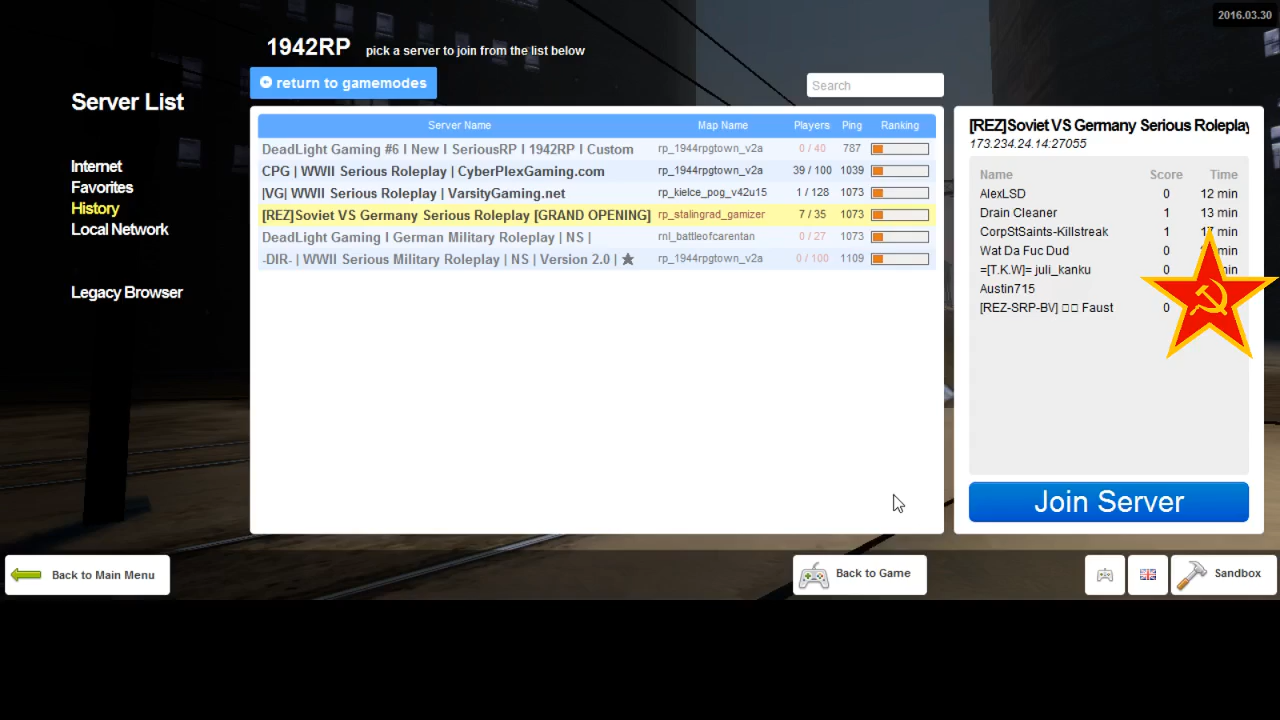 2016.03.30
1942RP pick a server to join from the list below
return to gamemodes
Search
Server List
Internet
Favorites
History
Local Network
Legacy Browser
Server Name Map Name Players Ping Ranking
DeadLight Gaming #6 I New I SeriousRP I 1942RP I Custom rp_1944rpgtown_v2a 0 / 40 787
CPG | WWII Serious Roleplay | CyberPlexGaming.com rp_1944rpgtown_v2a 39 / 100 1039
|VG| WWII Serious Roleplay | VarsityGaming.net rp_kielce_pog_v42u15 1 / 128 1073
[REZ]Soviet VS Germany Serious Roleplay [GRAND OPENING] rp_stalingrad_gamizer 7 / 35 1073
DeadLight Gaming I German Military Roleplay | NS | rnl_battleofcarentan 0 / 27 1073
-DIR- | WWII Serious Military Roleplay | NS | Version 2.0 | ★ rp_1944rpgtown_v2a 0 / 100 1109
[REZ]Soviet VS Germany Serious Roleplay
173.234.24.14:27055
Name Score Time
AlexLSD 0 12 min
Drain Cleaner 1 13 min
CorpStSaints-Killstreak 1 min
Wat Da Fuc Dud 0
=[T.K.W]= juli_kanku 0 min
Austin715
[REZ-SRP-BV] □□ Faust 0
Join Server
Back to Main Menu
Back to Game
Sandbox